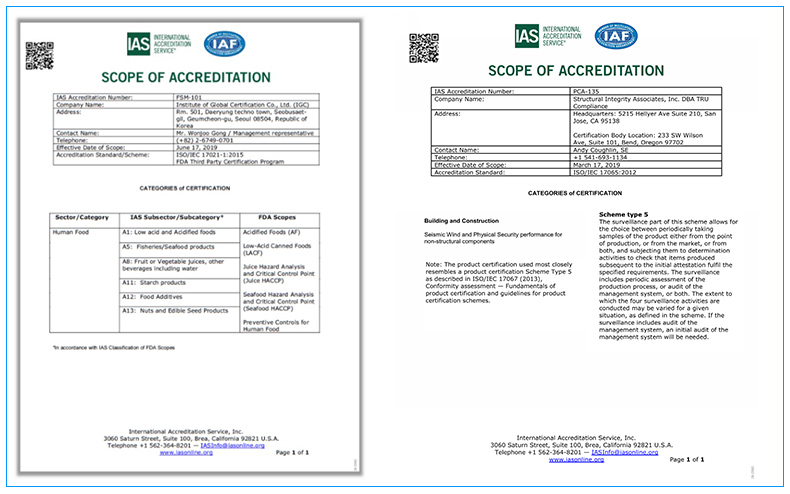 IAS INTERNATIONAL
ACCREDITATION
SERVICE®
IAF
SCOPE OF ACCREDITATION
IAS Accreditation Number: FSM-101
Company Name: Institute of Global Certification Co., Ltd. (IGC)
Address: Rm. 501, Daeryung techno town, Seobusaet-
gil, Geumcheon-gu, Seoul 08504, Republic of
Korea
Contact Name: Mr. Wonjoo Gong / Management representative
Telephone: (+82) 2-6749-0701
Effective Date of Scope: June 17, 2019
Accreditation Standard/Scheme: ISO/IEC 17021-1:2015
FDA Third Party Certification Program
CATEGORIES of CERTIFICATION
Sector/Category IAS Subsector/Subcategory* FDA Scopes
Human Food A1: Low acid and Acidified foods
A5: Fisheries/Seafood products
A8: Fruit or Vegetable juices, other
beverages including water
A11: Starch products
A12: Food Additives
A13: Nuts and Edible Seed Products
Acidified Foods (AF)
Low-Acid Canned Foods
(LACF)
Juice Hazard Analysis
and Critical Control Point
(Juice HACCP)
Seafood Hazard Analysis
and Critical Control Point
(Seafood HACCP)
Preventive Controls for
Human Food
*In accordance with IAS Classification of FDA Scopes
International Accreditation Service, Inc.
3060 Saturn Street, Suite 100, Brea, California 92821 U.S.A.
Telephone +1 562-364-8201 — IASInfo@iasonline.org
www.iasonline.org Page 1 of 1
IAS INTERNATIONAL
ACCREDITATION
SERVICE®
IAF
SCOPE OF ACCREDITATION
IAS Accreditation Number: PCA-135
Company Name: Structural Integrity Associates, Inc. DBA TRU
Compliance
Address: Headquarters: 5215 Hellyer Ave Suite 210, San
Jose, CA 95138
Certification Body Location: 233 SW Wilson
Ave, Suite 101, Bend, Oregon 97702
Contact Name: Andy Coughlin, SE
Telephone: +1 541-693-1134
Effective Date of Scope: March 17, 2019
Accreditation Standard: ISO/IEC 17065:2012
CATEGORIES of CERTIFICATION
Building and Construction
Seismic Wind and Physical Security performance for
non-structural components
Note: The product certification used most closely
resembles a product certification Scheme Type 5
as described in ISO/IEC 17067 (2013),
Conformity assessment — Fundamentals of
product certification and guidelines for product
certification schemes.
Scheme type 5
The surveillance part of this scheme allows for
the choice between periodically taking
samples of the product either from the point
of production, or from the market, or from
both, and subjecting them to determination
activities to check that items produced
subsequent to the initial attestation fulfil the
specified requirements. The surveillance
includes periodic assessment of the
production process, or audit of the
management system, or both. The extent to
which the four surveillance activities are
conducted may be varied for a given
situation, as defined in the scheme. If the
surveillance includes audit of the
management system, an initial audit of the
management system will be needed.
International Accreditation Service, Inc.
3060 Saturn Street, Suite 100, Brea, California 92821 U.S.A.
Telephone +1 562-364-8201 — IASInfo@iasonline.org
www.iasonline.org Page 1 of 1